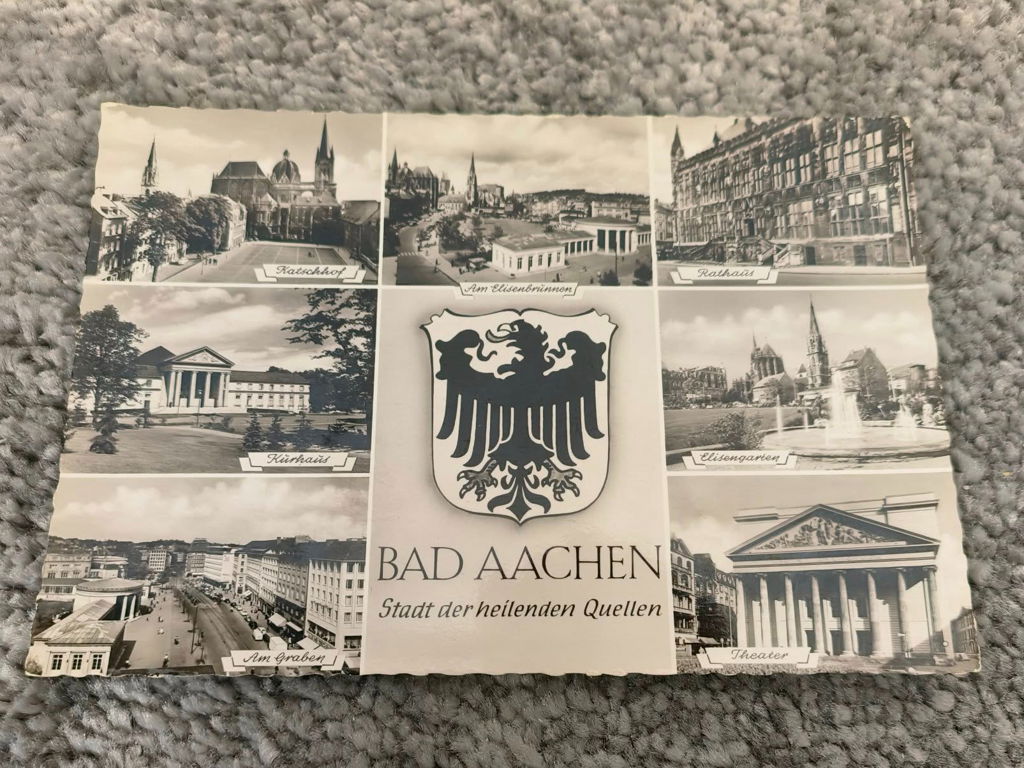 Katschhof
Am Elisenbrunnen
Rathaus
Kurhaus
Elisengarten
BAD AACHEN
Stadt der heilenden Quellen
Am Graben
Theater